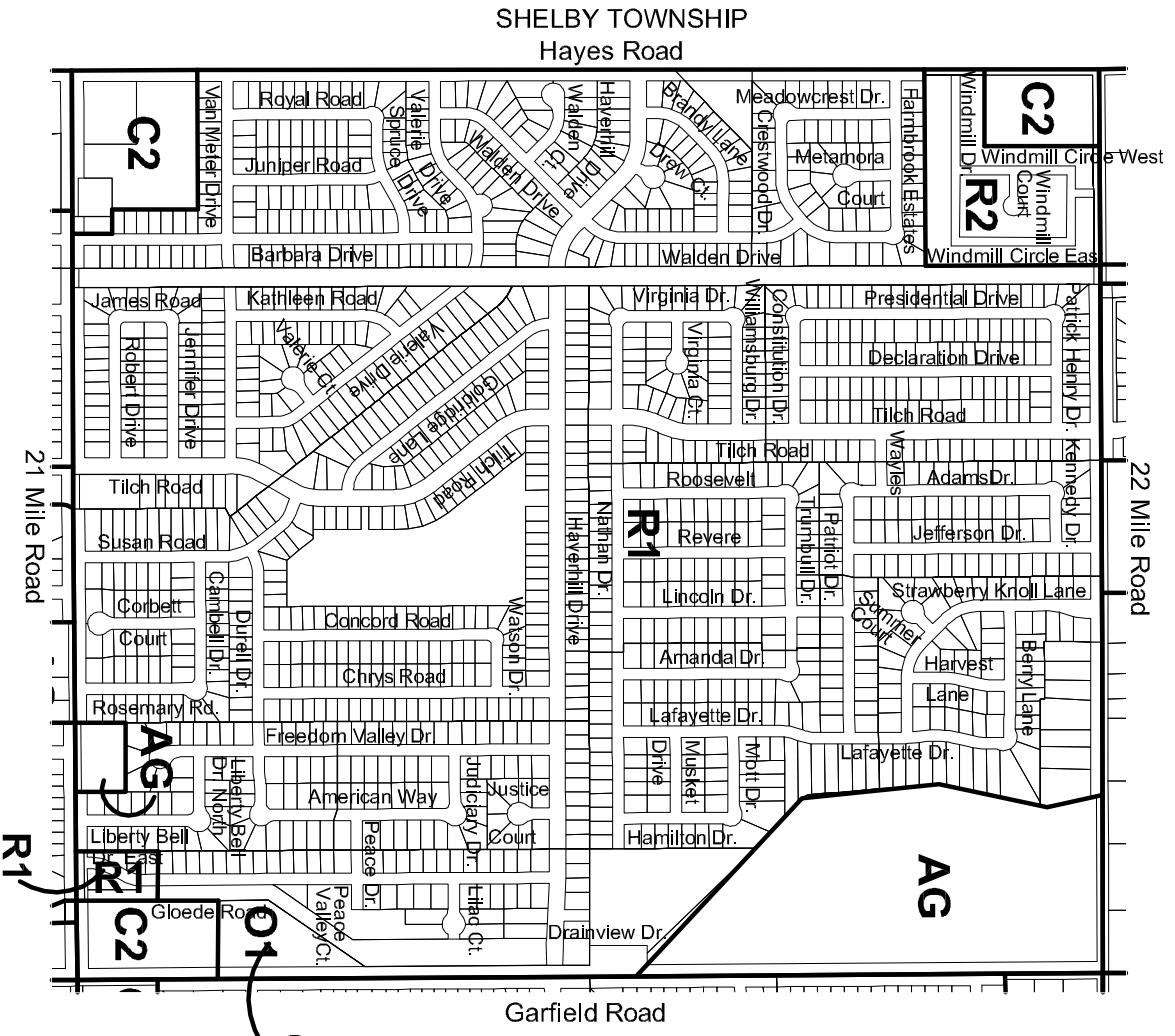 SHELBY TOWNSHIP
Hayes Road
C2
Van Meter Drive
Royal Road
Juniper Road
Barbara Drive
Spruce Drive
Valerie Drive
Walden Drive
Walden Ct.
Haverhill Drive
Brandy Lane
Drew Ct.
Crestwood Dr.
Meadowcrest Dr.
Metamora
Court
Farmbrook Estates
Walden Drive
Windmill Dr.
C2
Windmill Circle West
R2
Windmill
Court
Windmill Circle Eas
James Road
Kathleen Road
Robert Drive
Jennifer Drive
Valerie Ct.
Valerie Drive
Goldridge Lane
Tilch Road
Virginia Dr.
Virginia Ct.
Williamsburg Dr.
Constitution Dr.
Presidential Drive
Declaration Drive
Tilch Road
Patrick Henry Dr.
Tilch Road
Wayles
21 Mile Road
22 Mile Road
Tilch Road
Susan Road
Corbett
Court
Cambell Dr.
Durell Dr.
Concord Road
Chrys Road
Watson Dr.
Haverhill Drive
Nathan Dr.
Roosevelt
R1
Revere
Lincoln Dr.
Amanda Dr.
Lafayette Dr.
Trumbull Dr.
Patriot Dr.
Adams Dr.
Jefferson Dr.
Kennedy Dr.
Strawberry Knoll Lane
Summer
Court
Harvest
Lane
Berry Lane
Lafayette Dr.
Rosemary Rd.
Freedom Valley Dr.
AG
Liberty Bell
Dr. North
American Way
Judiciary Dr.
Justice
Court
Drive
Musket
Mott Dr.
Hamilton Dr.
Liberty Bell
Dr. East
R1
R1
Peace Dr.
Peace
Valley Ct.
Lilac Ct.
Gloede Road
C2
O1
Drainview Dr.
AG
Garfield Road